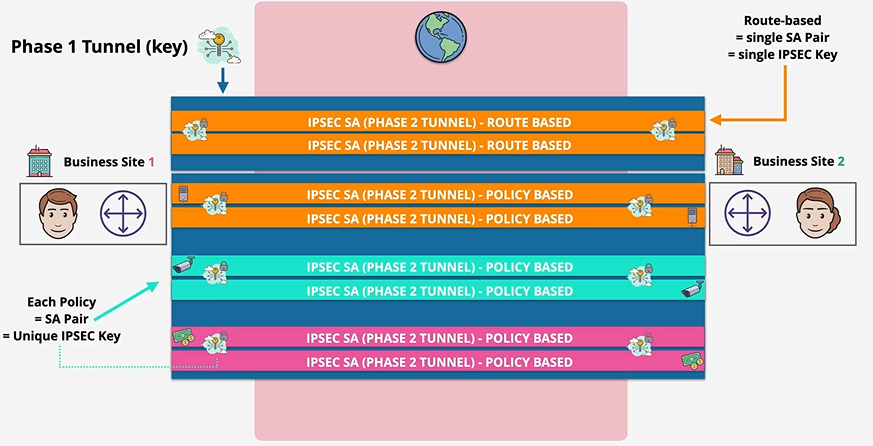 Phase 1 Tunnel (key)
Route-based
= single SA Pair
= single IPSEC Key
IPSEC SA (PHASE 2 TUNNEL) - ROUTE BASED
IPSEC SA (PHASE 2 TUNNEL) - ROUTE BASED
Business Site 1
Business Site 2
IPSEC SA (PHASE 2 TUNNEL) - POLICY BASED
IPSEC SA (PHASE 2 TUNNEL) - POLICY BASED
IPSEC SA (PHASE 2 TUNNEL) - POLICY BASED
IPSEC SA (PHASE 2 TUNNEL) - POLICY BASED
Each Policy
= SA Pair
= Unique IPSEC Key
IPSEC SA (PHASE 2 TUNNEL) - POLICY BASED
IPSEC SA (PHASE 2 TUNNEL) - POLICY BASED